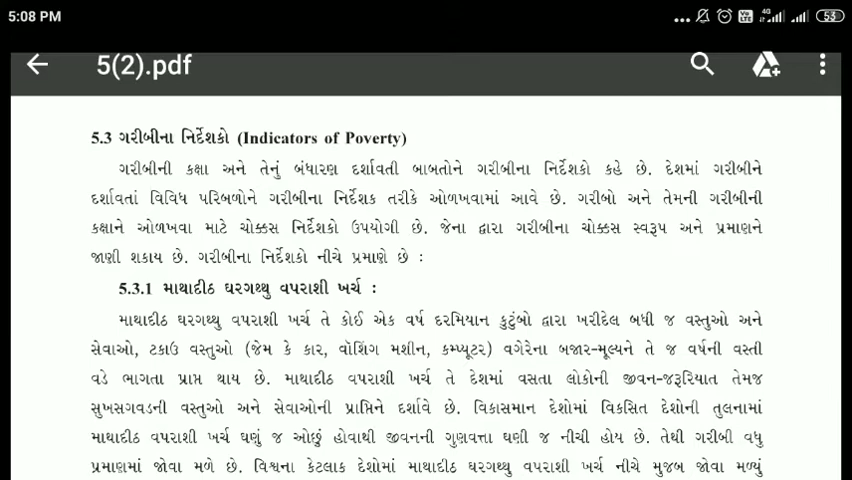 5:08 PM
... Vo LTE 4G 53
5(2).pdf
5.3 ગરીબીના નિર્દેશકો (Indicators of Poverty)
ગરીબીની કક્ષા અને તેનું બંધારણ દર્શાવતી બાબતોને ગરીબીના નિર્દેશકો કહે છે. દેશમાં ગરીબીને
દર્શાવતાં વિવિધ પરિબળોને ગરીબીના નિર્દેશક તરીકે ઓળખવામાં આવે છે. ગરીબો અને તેમની ગરીબીની
કક્ષાને ઓળખવા માટે ચોક્કસ નિર્દેશકો ઉપયોગી છે. જેના દ્વારા ગરીબીના ચોક્કસ સ્વરૂપ અને પ્રમાણને
જાણી શકાય છે. ગરીબીના નિર્દેશકો નીચે પ્રમાણે છે :
5.3.1 માથાદીઠ ઘરગથ્થુ વપરાશી ખર્ચ :
માથાદીઠ ઘરગથ્થુ વપરાશી ખર્ચ તે કોઈ એક વર્ષ દરમિયાન કુટુંબો દ્વારા ખરીદેલ બધી જ વસ્તુઓ અને
સેવાઓ, ટકાઉ વસ્તુઓ (જેમ કે કાર, વૉશિંગ મશીન, કમ્પ્યૂટર) વગેરેના બજાર-મૂલ્યને તે જ વર્ષની વસ્તી
વડે ભાગતા પ્રાપ્ત થાય છે. માથાદીઠ વપરાશી ખર્ચ તે દેશમાં વસતા લોકોની જીવન-જરૂરિયાત તેમજ
સુખસગવડની વસ્તુઓ અને સેવાઓની પ્રાપ્તિને દર્શાવે છે. વિકાસમાન દેશોમાં વિકસિત દેશોની તુલનામાં
માથાદીઠ વપરાશી ખર્ચ ઘણું જ ઓછું હોવાથી જીવનની ગુણવત્તા ઘણી જ નીચી હોય છે. તેથી ગરીબી વધુ
પ્રમાણમાં જોવા મળે છે. વિશ્વના કેટલાક દેશોમાં માથાદીઠ ઘરગથ્થુ વપરાશી ખર્ચ નીચે મુજબ જોવા મળ્યું